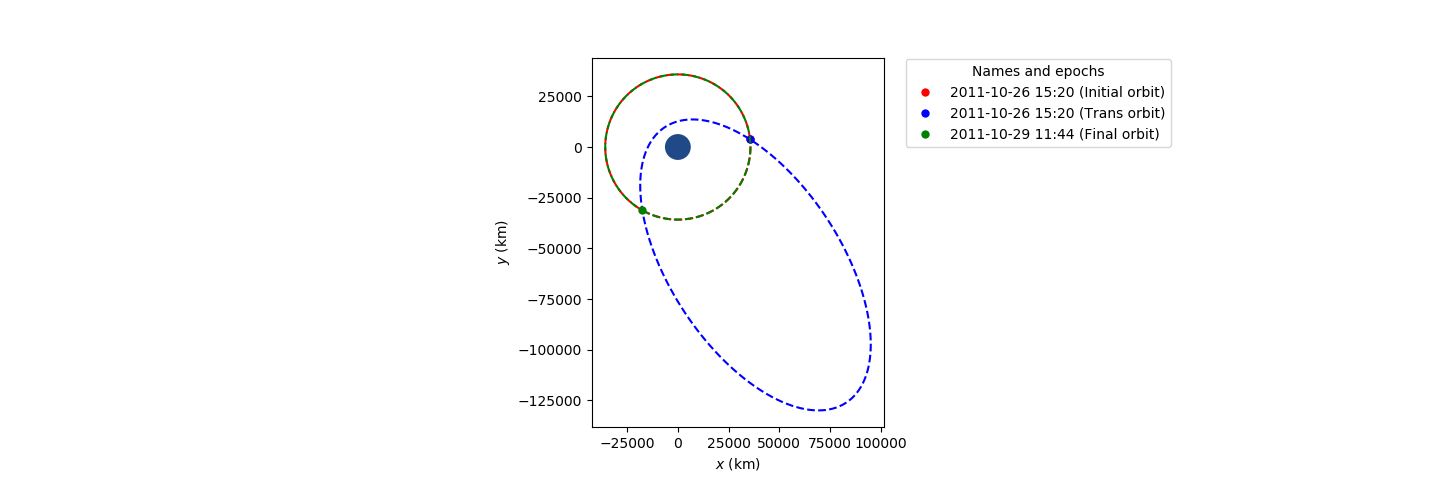 Names and epochs
2011-10-26 15:20 (Initial orbit)
2011-10-26 15:20 (Trans orbit)
2011-10-29 11:44 (Final orbit)
25000
0
−25000
−50000
−75000
−100000
−125000
y (km)
−25000 0 25000 50000 75000 100000
x (km)